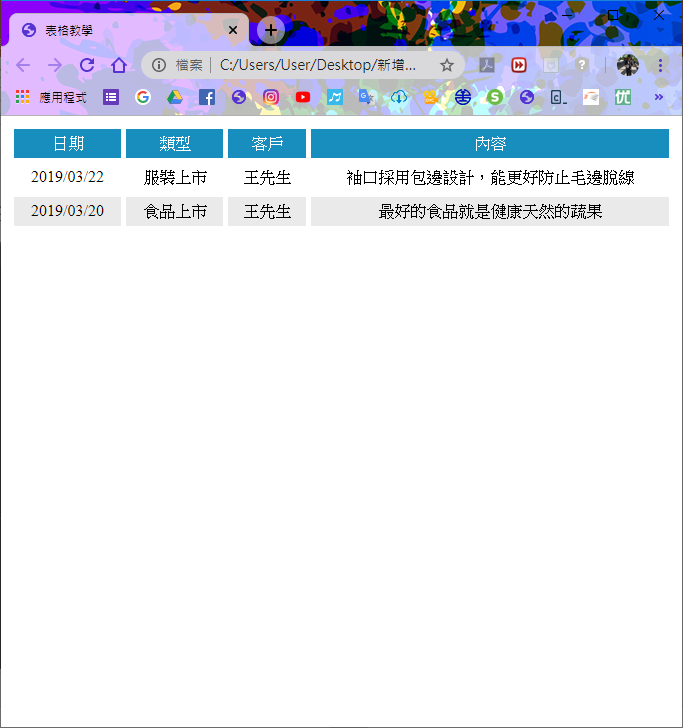 表格教學
檔案 C:/Users/User/Desktop/新增...
應用程式
日期 類型 客戶 內容
2019/03/22 服裝上市 王先生 袖口採用包邊設計,能更好防止毛邊脫線
2019/03/20 食品上市 王先生 最好的食品就是健康天然的蔬果